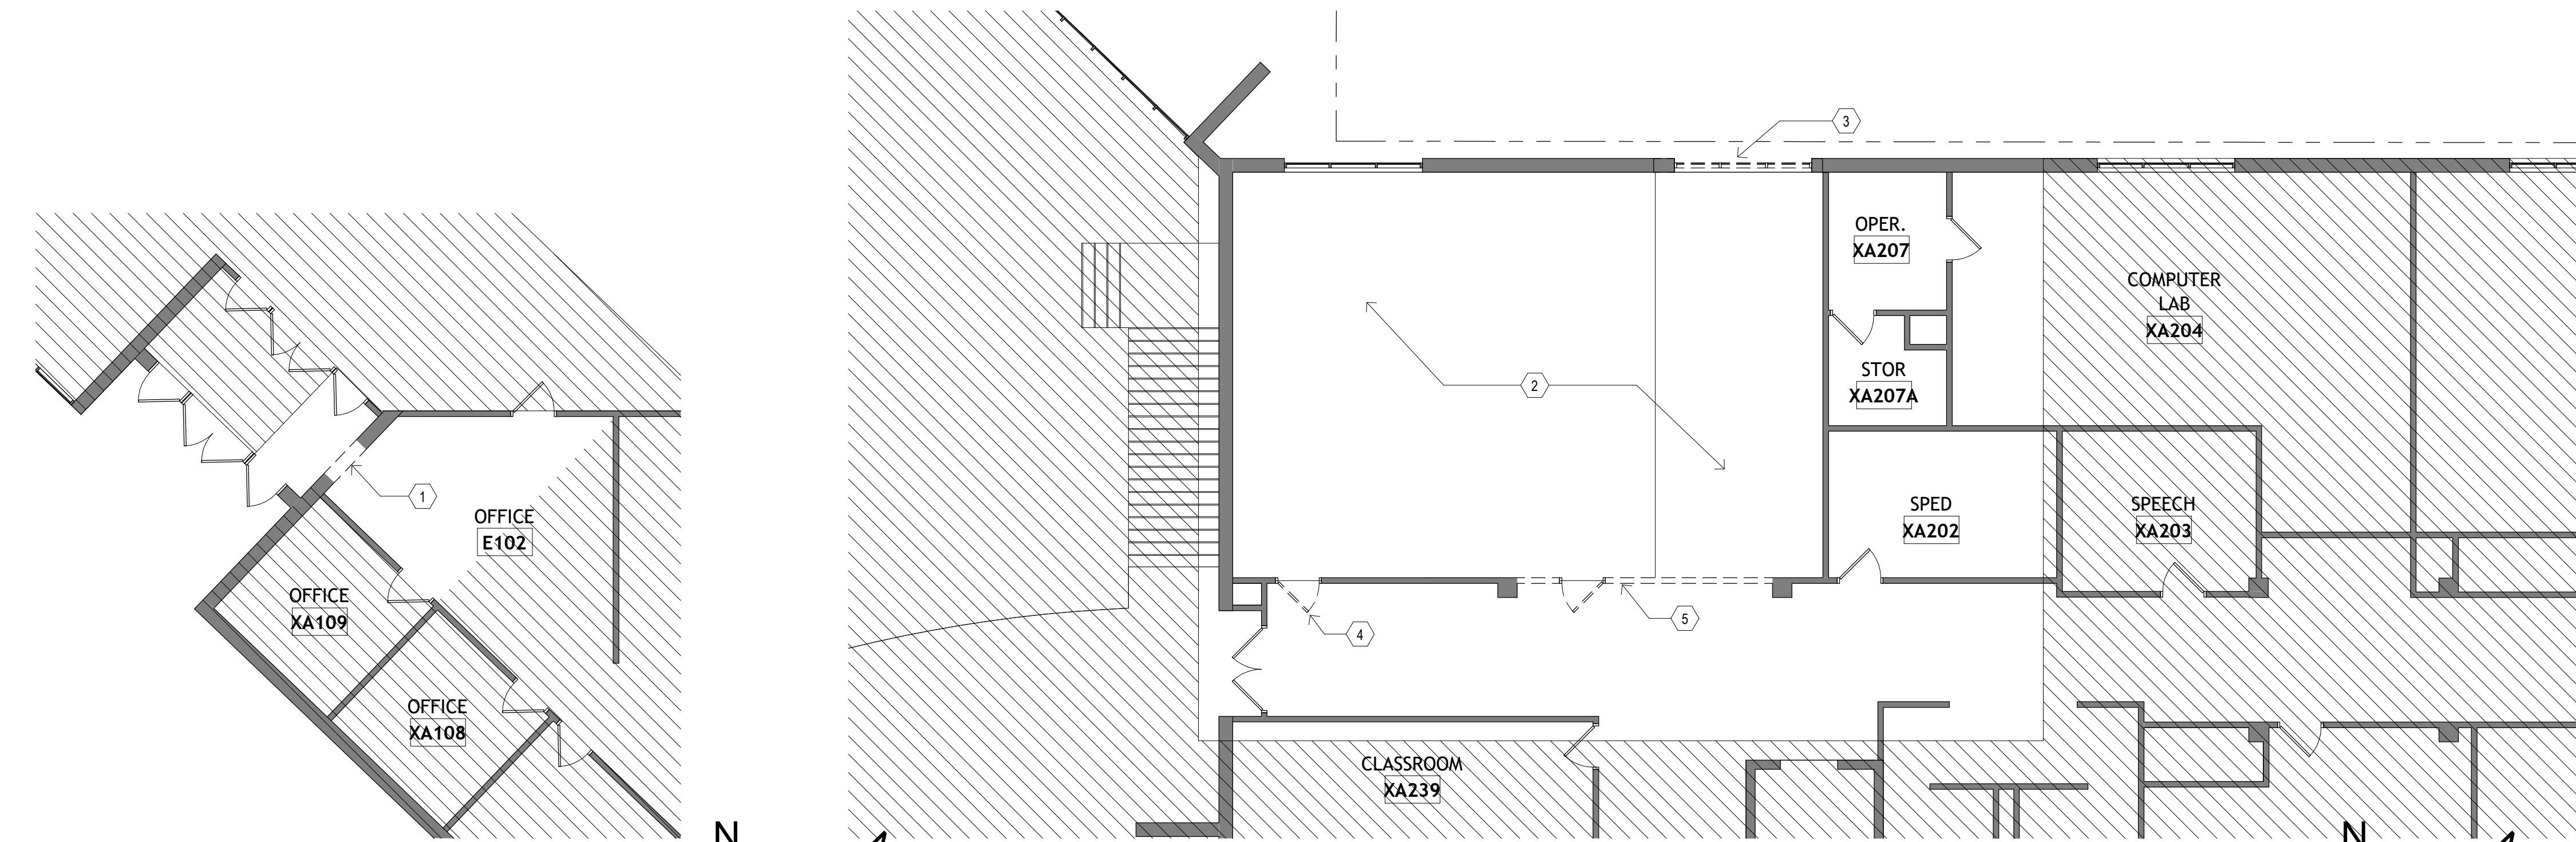 3
OPER.
XA207
COMPUTER
LAB
XA204
STOR
XA207A
2
1
OFFICE
E102
SPED
XA202
SPEECH
XA203
OFFICE
XA109
5
4
OFFICE
XA108
CLASSROOM
XA239
N
N